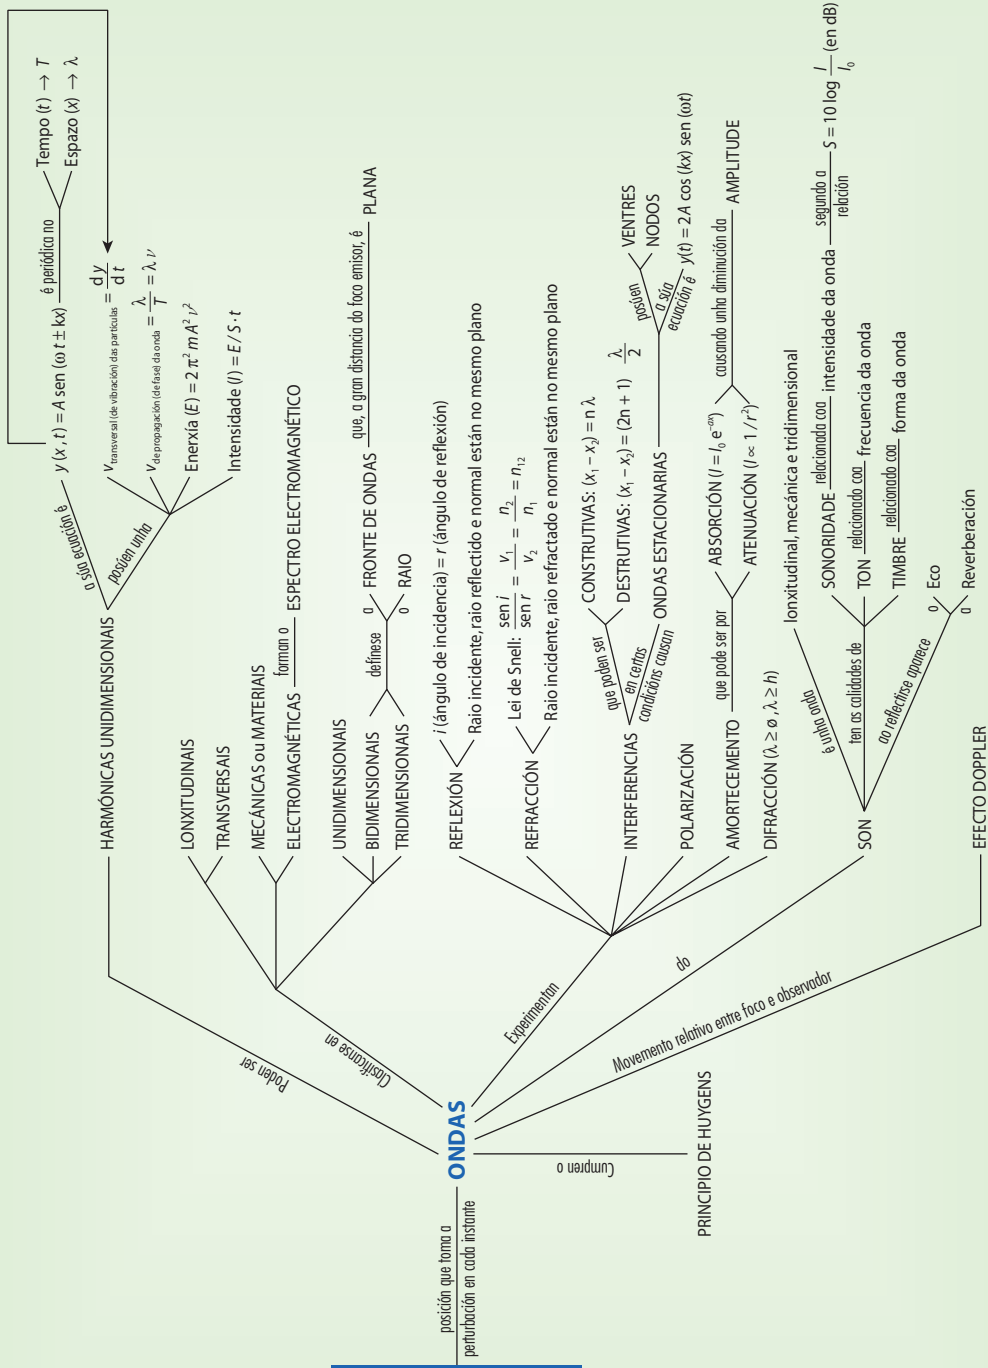 posición que toma a
perturbación en cada instante
ONDAS
Poden ser
HARMÓNICAS UNIDIMENSIONAIS
a súa ecuación é
y (x , t) = A sen (ω t ± kx)
é periódica no
Tempo (t) → T
Espazo (x) → λ
posúen unha
v transversal (de vibración) das partículas = dy / dt
v de propagación (de fase) da onda = λ / T = λ ν
Enerxía (E) = 2 π² m A² ν²
Intensidade (I) = E / S · t
Clasifícanse en
LONXITUDINAIS
TRANSVERSAIS
MECÁNICAS ou MATERIAIS
ELECTROMAGNÉTICAS
forman o
ESPECTRO ELECTROMAGNÉTICO
UNIDIMENSIONAIS
BIDIMENSIONAIS
TRIDIMENSIONAIS
defínese
a
FRONTE DE ONDAS
que, a gran distancia do foco emisor, é
PLANA
o
RAIO
Experimentan
REFLEXIÓN
i (ángulo de incidencia) = r (ángulo de reflexión)
Raio incidente, raio reflectido e normal están no mesmo plano
REFRACCIÓN
Lei de Snell: sen i / sen r = v₁ / v₂ = n₂ / n₁ = n₁₂
Raio incidente, raio refractado e normal están no mesmo plano
INTERFERENCIAS
que poden ser
CONSTRUTIVAS: (x₁ − x₂) = n λ
DESTRUTIVAS: (x₁ − x₂) = (2n + 1) λ / 2
en certas
condicións causan
ONDAS ESTACIONARIAS
posúen
VENTRES
NODOS
a súa
ecuación é
y(t) = 2 A cos (kx) sen (ωt)
POLARIZACIÓN
AMORTECEMENTO
que pode ser por
ABSORCIÓN (I = I₀ e^−αx)
ATENUACIÓN (I ∝ 1 / r²)
causando unha diminución da
AMPLITUDE
DIFRACCIÓN (λ ≥ ø , λ ≥ h)
do
SON
é unha onda
lonxitudinal, mecánica e tridimensional
ten as calidades de
SONORIDADE
relacionada coa
intensidade da onda
segundo a
relación
S = 10 log I / I₀ (en dB)
TON
relacionado coa
frecuencia da onda
TIMBRE
relacionado coa
forma da onda
ao reflectirse aparece
o
Eco
a
Reverberación
Movemento relativo entre foco e observador
EFECTO DOPPLER
Cumpren o
PRINCIPIO DE HUYGENS